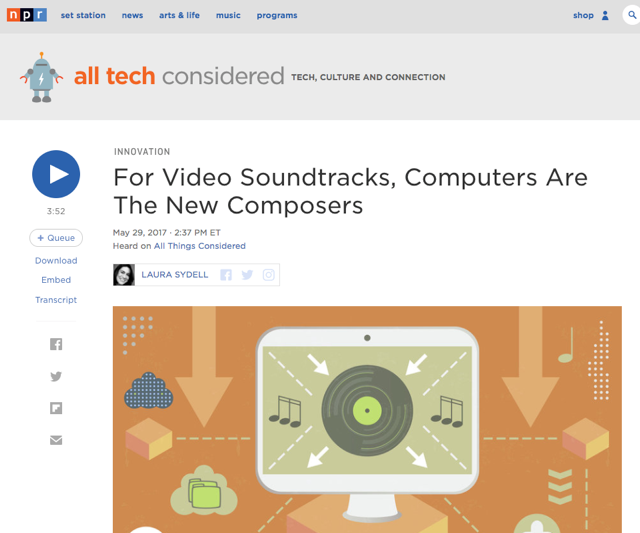 npr set station news arts & life music programs shop
all tech considered TECH, CULTURE AND CONNECTION
INNOVATION
For Video Soundtracks, Computers Are
The New Composers
3:52
May 29, 2017 · 2:37 PM ET
+ Queue
Heard on All Things Considered
Download
LAURA SYDELL
Embed
Transcript